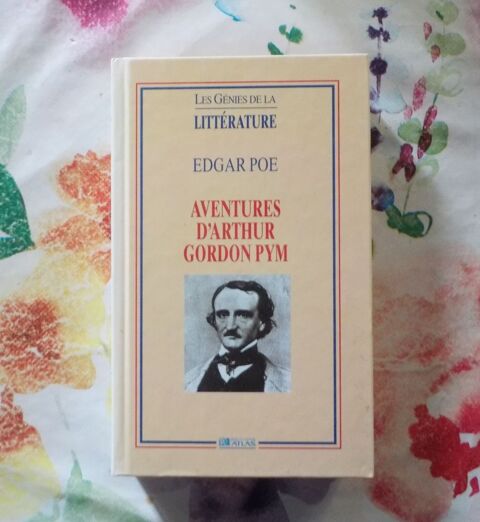 LES GÉNIES DE LA
LITTÉRATURE
EDGAR POE
AVENTURES
D'ARTHUR
GORDON PYM
ATLAS